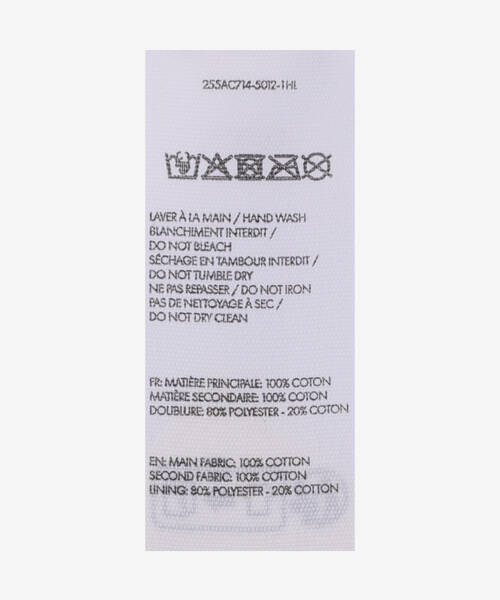 255AC714-5012-1HL
LAVER À LA MAIN / HAND WASH
BLANCHIMENT INTERDIT /
DO NOT BLEACH
SÉCHAGE EN TAMBOUR INTERDIT /
DO NOT TUMBLE DRY
NE PAS REPASSER / DO NOT IRON
PAS DE NETTOYAGE À SEC /
DO NOT DRY CLEAN
FR: MATIÈRE PRINCIPALE: 100% COTON
MATIÈRE SECONDAIRE: 100% COTON
DOUBLURE: 80% POLYESTER - 20% COTON
EN: MAIN FABRIC: 100% COTTON
SECOND FABRIC: 100% COTTON
LINING: 80% POLYESTER - 20% COTTON